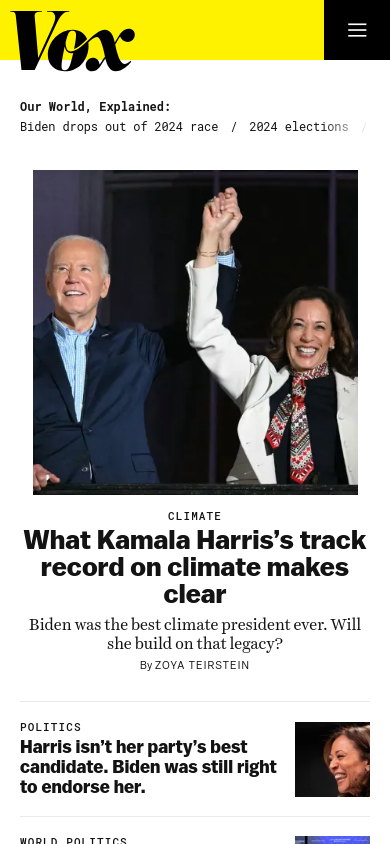 Vox
Our World, Explained:
Biden drops out of 2024 race / 2024 elections /
CLIMATE
What Kamala Harris’s track
record on climate makes
clear
Biden was the best climate president ever. Will
she build on that legacy?
By ZOYA TEIRSTEIN
POLITICS
Harris isn’t her party’s best
candidate. Biden was still right
to endorse her.
WORLD POLITICS